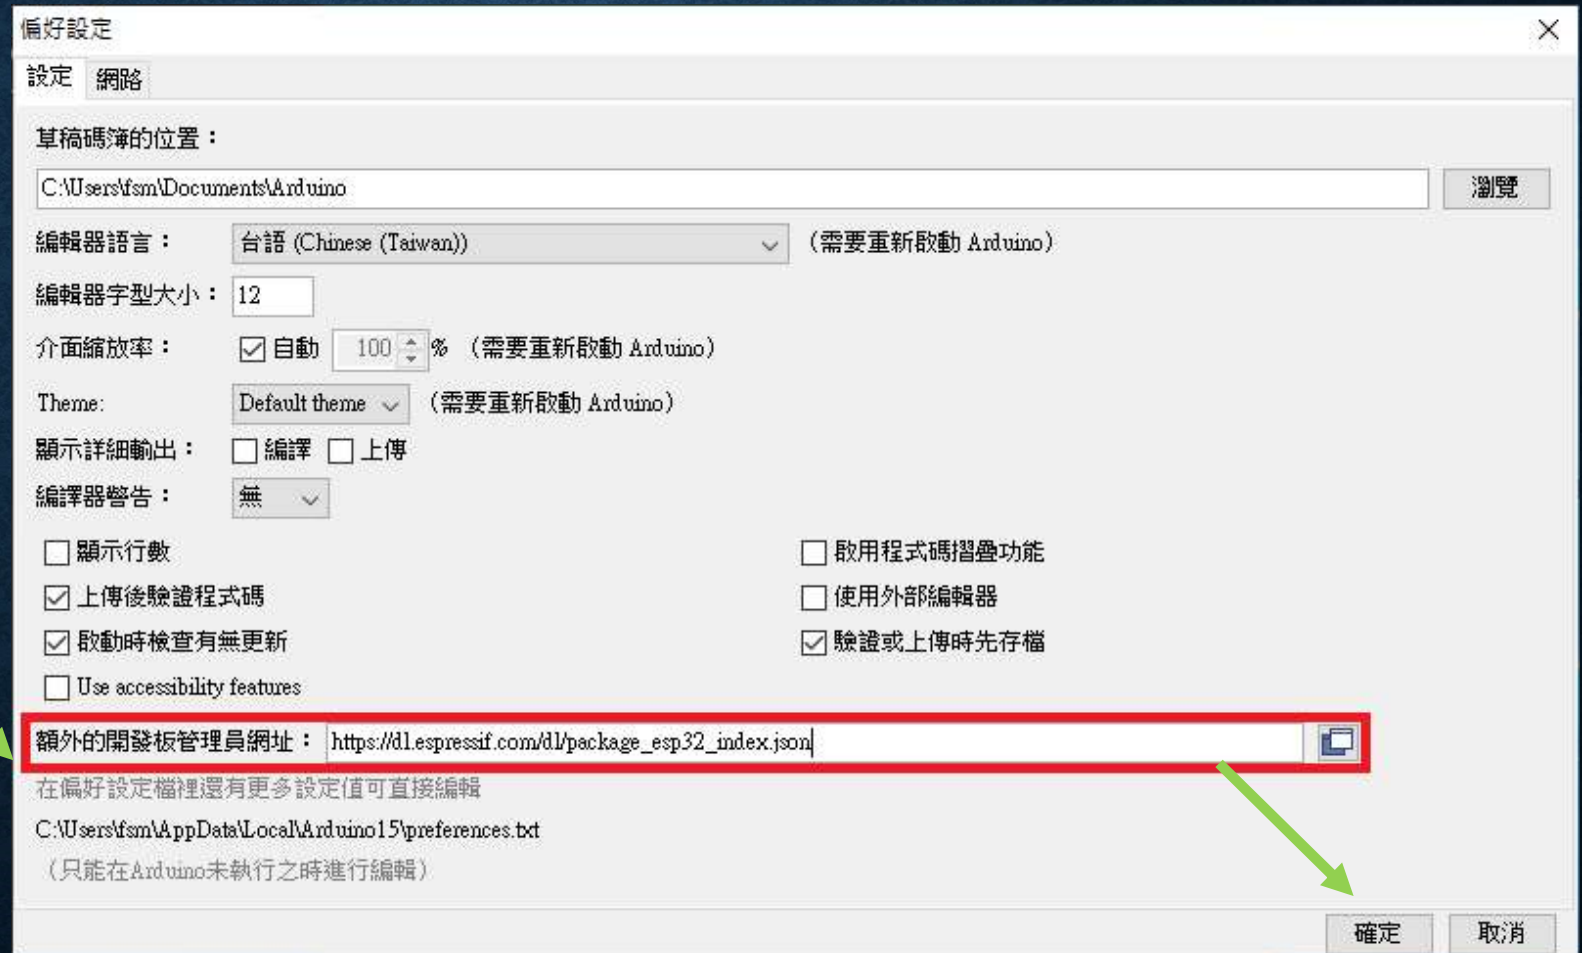 偏好設定
設定 網路
草稿碼簿的位置：
C:\Users\fsm\Documents\Arduino 瀏覽
編輯器語言： 台語 (Chinese (Taiwan)) （需要重新啟動 Arduino）
編輯器字型大小： 12
介面縮放率： 自動 100 % （需要重新啟動 Arduino）
Theme: Default theme （需要重新啟動 Arduino）
顯示詳細輸出： 編譯 上傳
編譯器警告： 無
顯示行數 啟用程式碼摺疊功能
上傳後驗證程式碼 使用外部編輯器
啟動時檢查有無更新 驗證或上傳時先存檔
Use accessibility features
額外的開發板管理員網址： https://dl.espressif.com/dl/package_esp32_index.json
在偏好設定檔裡還有更多設定值可直接編輯
C:\Users\fsm\AppData\Local\Arduino15\preferences.txt
（只能在Arduino未執行之時進行編輯）
確定 取消